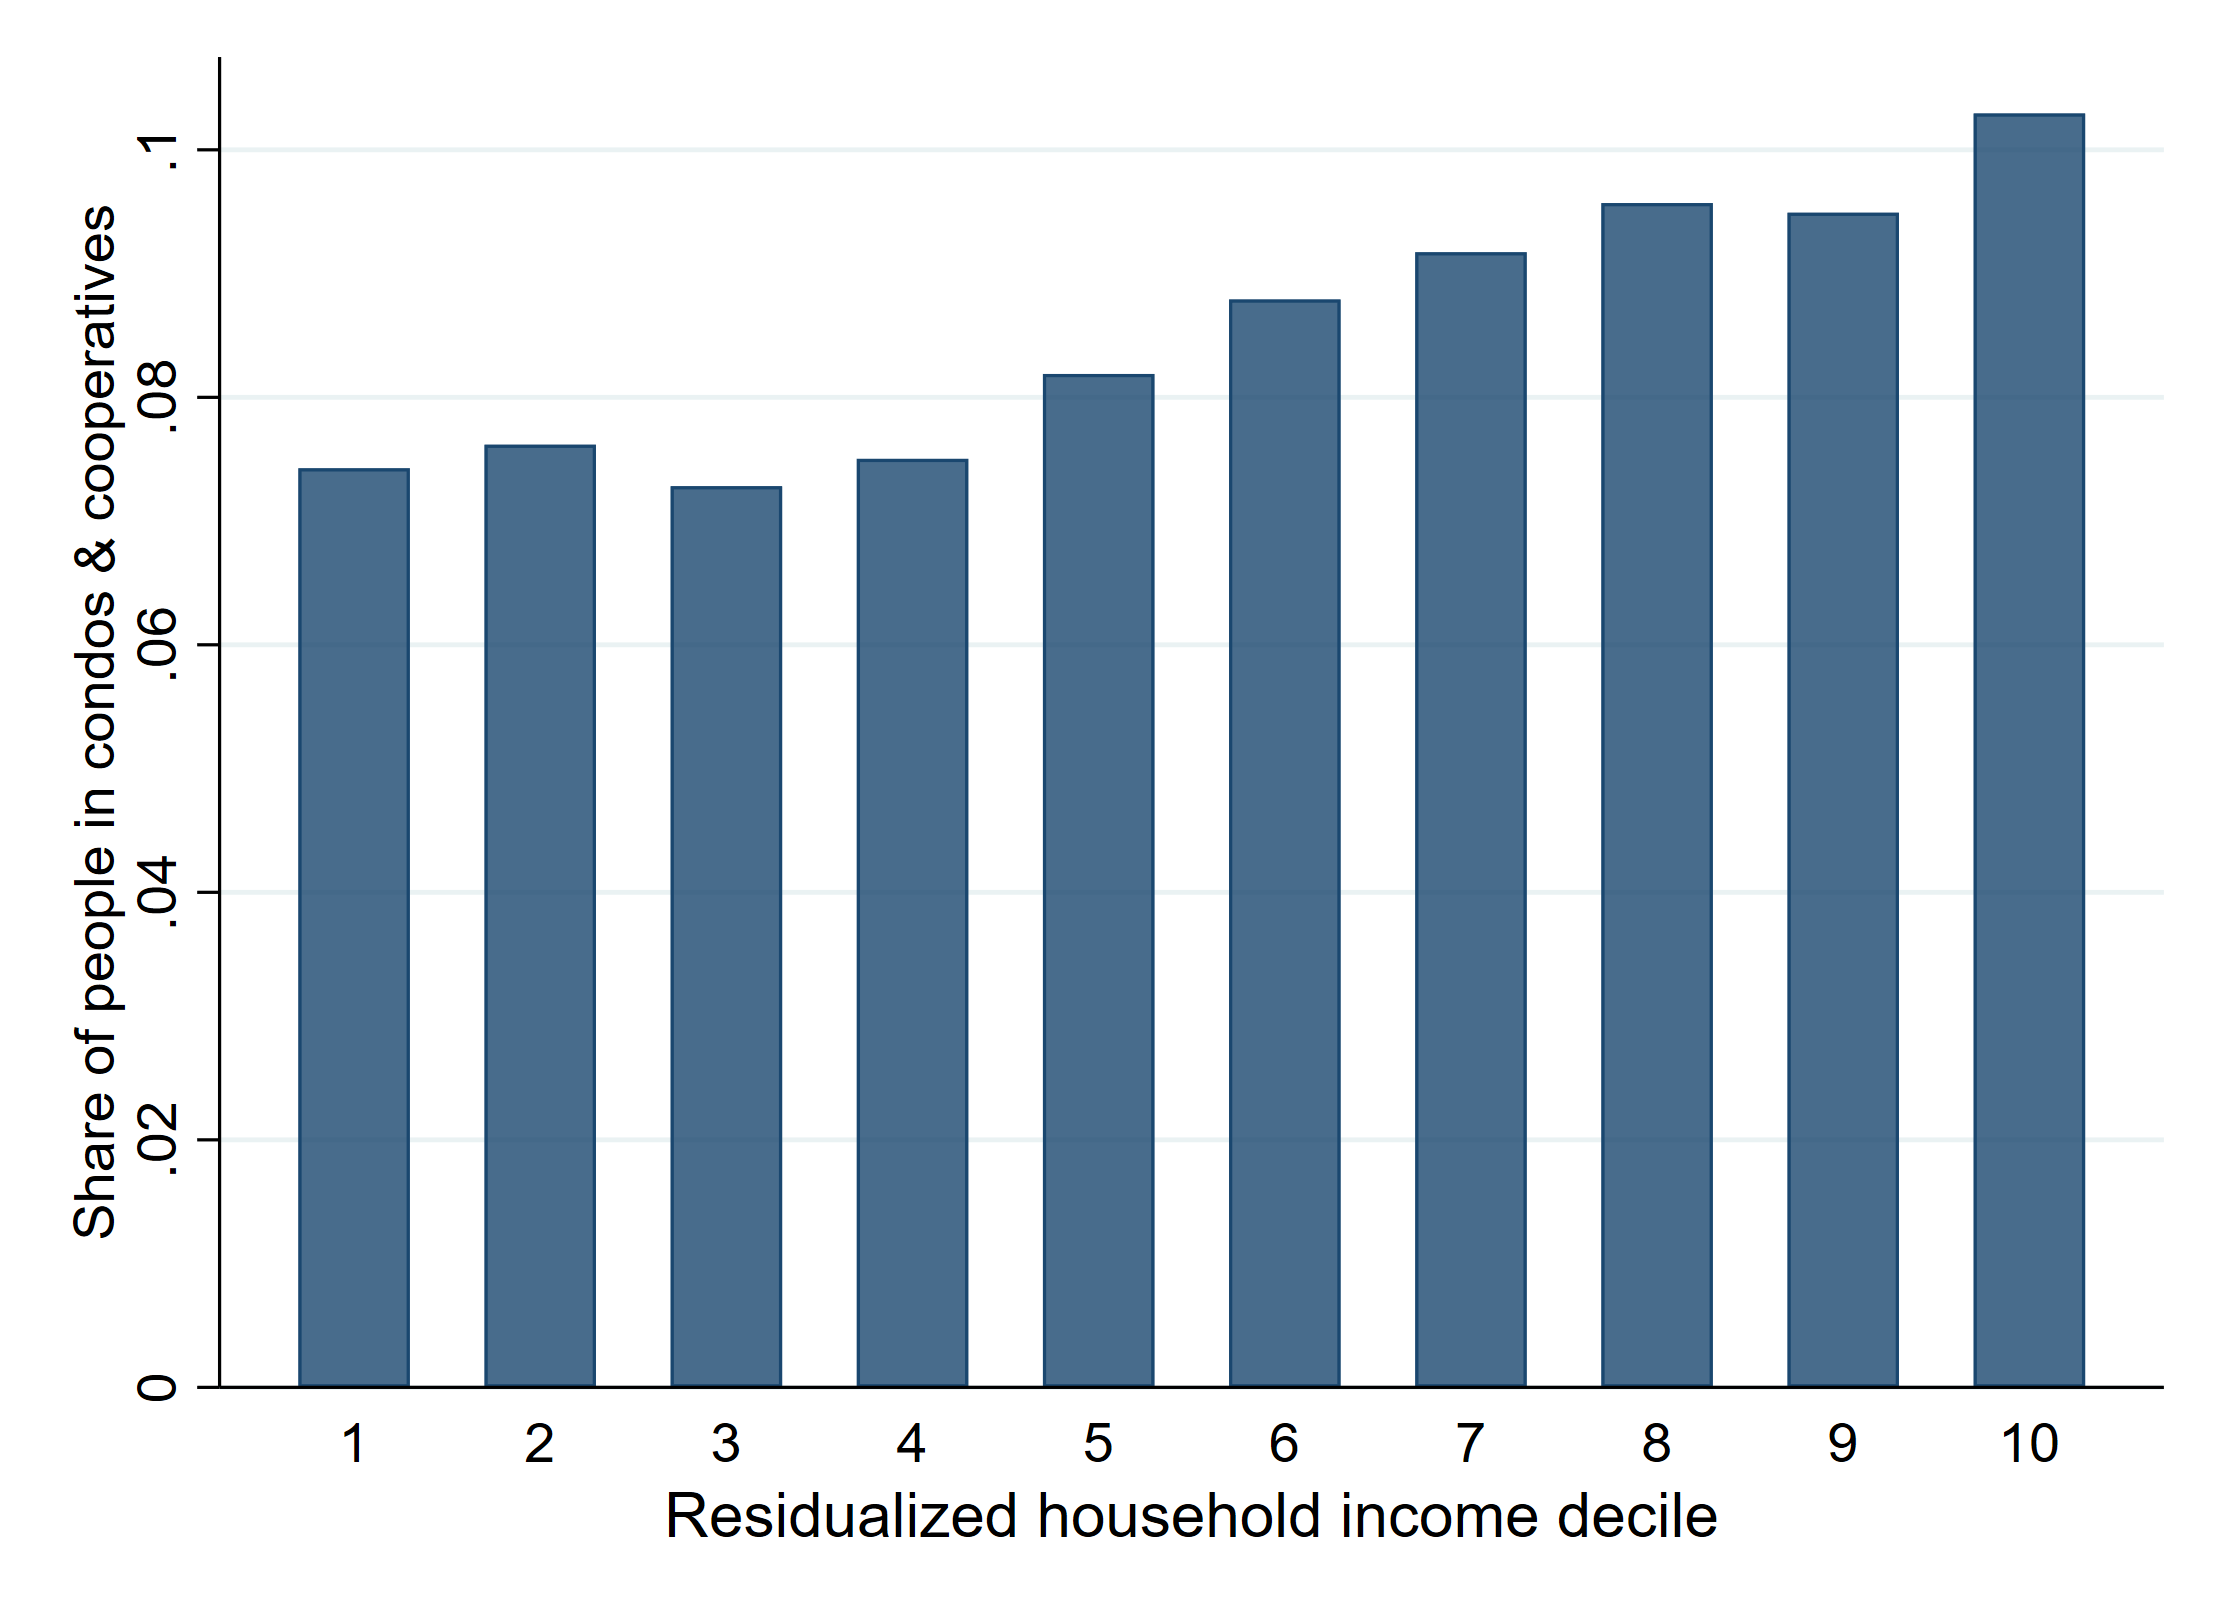 Share of people in condos & cooperatives
.1
.08
.06
.04
.02
0
1 2 3 4 5 6 7 8 9 10
Residualized household income decile